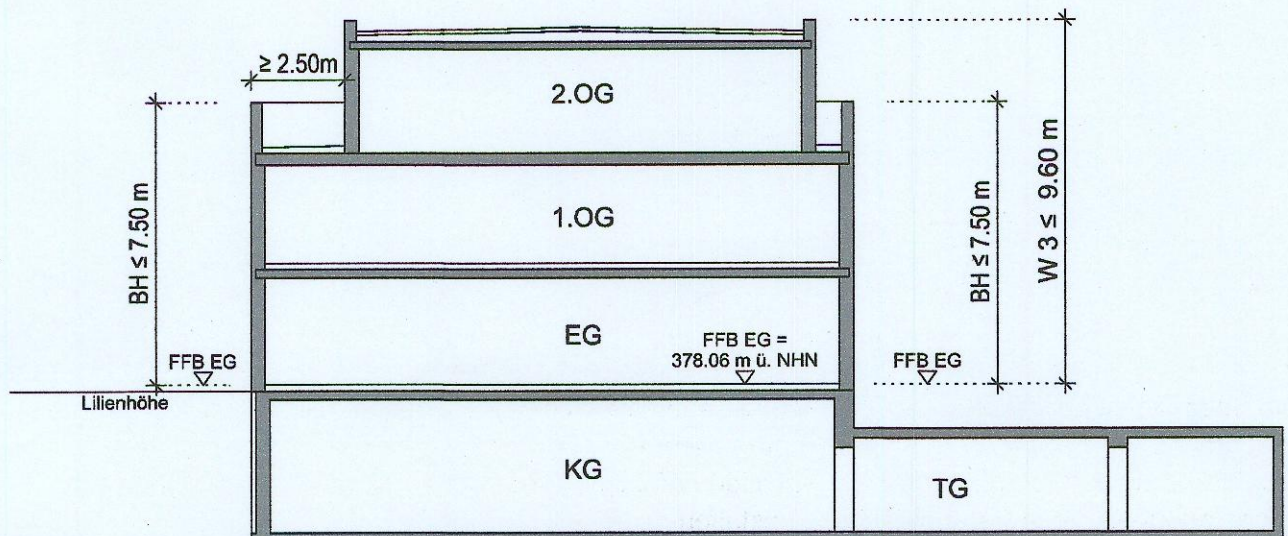 ≥ 2.50m
2.OG
BH ≤ 7.50 m
1.OG
BH ≤ 7.50 m
W 3 ≤ 9.60 m
EG
FFB EG =
378.06 m ü. NHN
FFB EG
FFB EG
Lilienhöhe
KG
TG